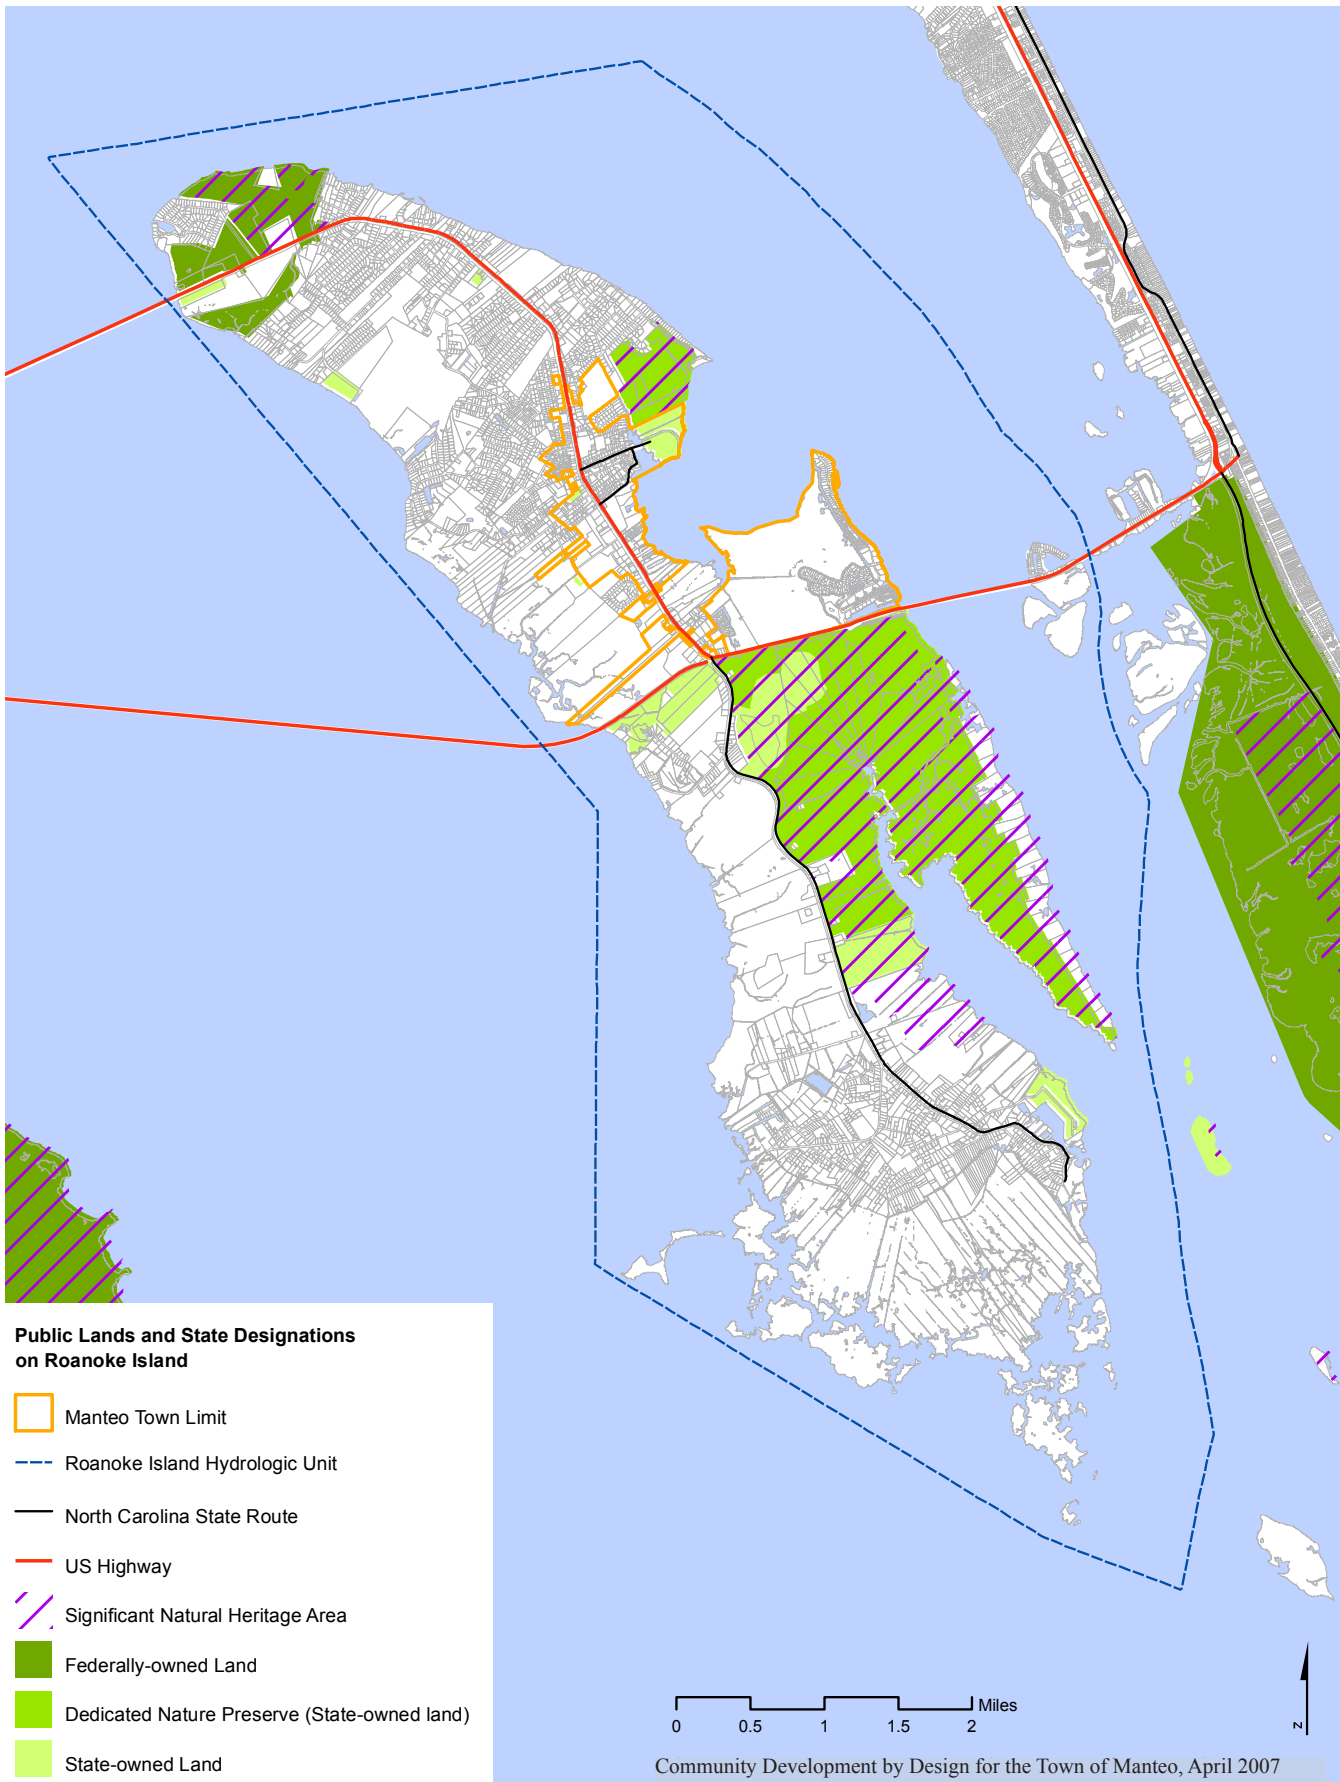 Public Lands and State Designations
on Roanoke Island
Manteo Town Limit
Roanoke Island Hydrologic Unit
North Carolina State Route
US Highway
Significant Natural Heritage Area
Federally-owned Land
Dedicated Nature Preserve (State-owned land)
State-owned Land
Miles
0 0.5 1 1.5 2
N
Community Development by Design for the Town of Manteo, April 2007